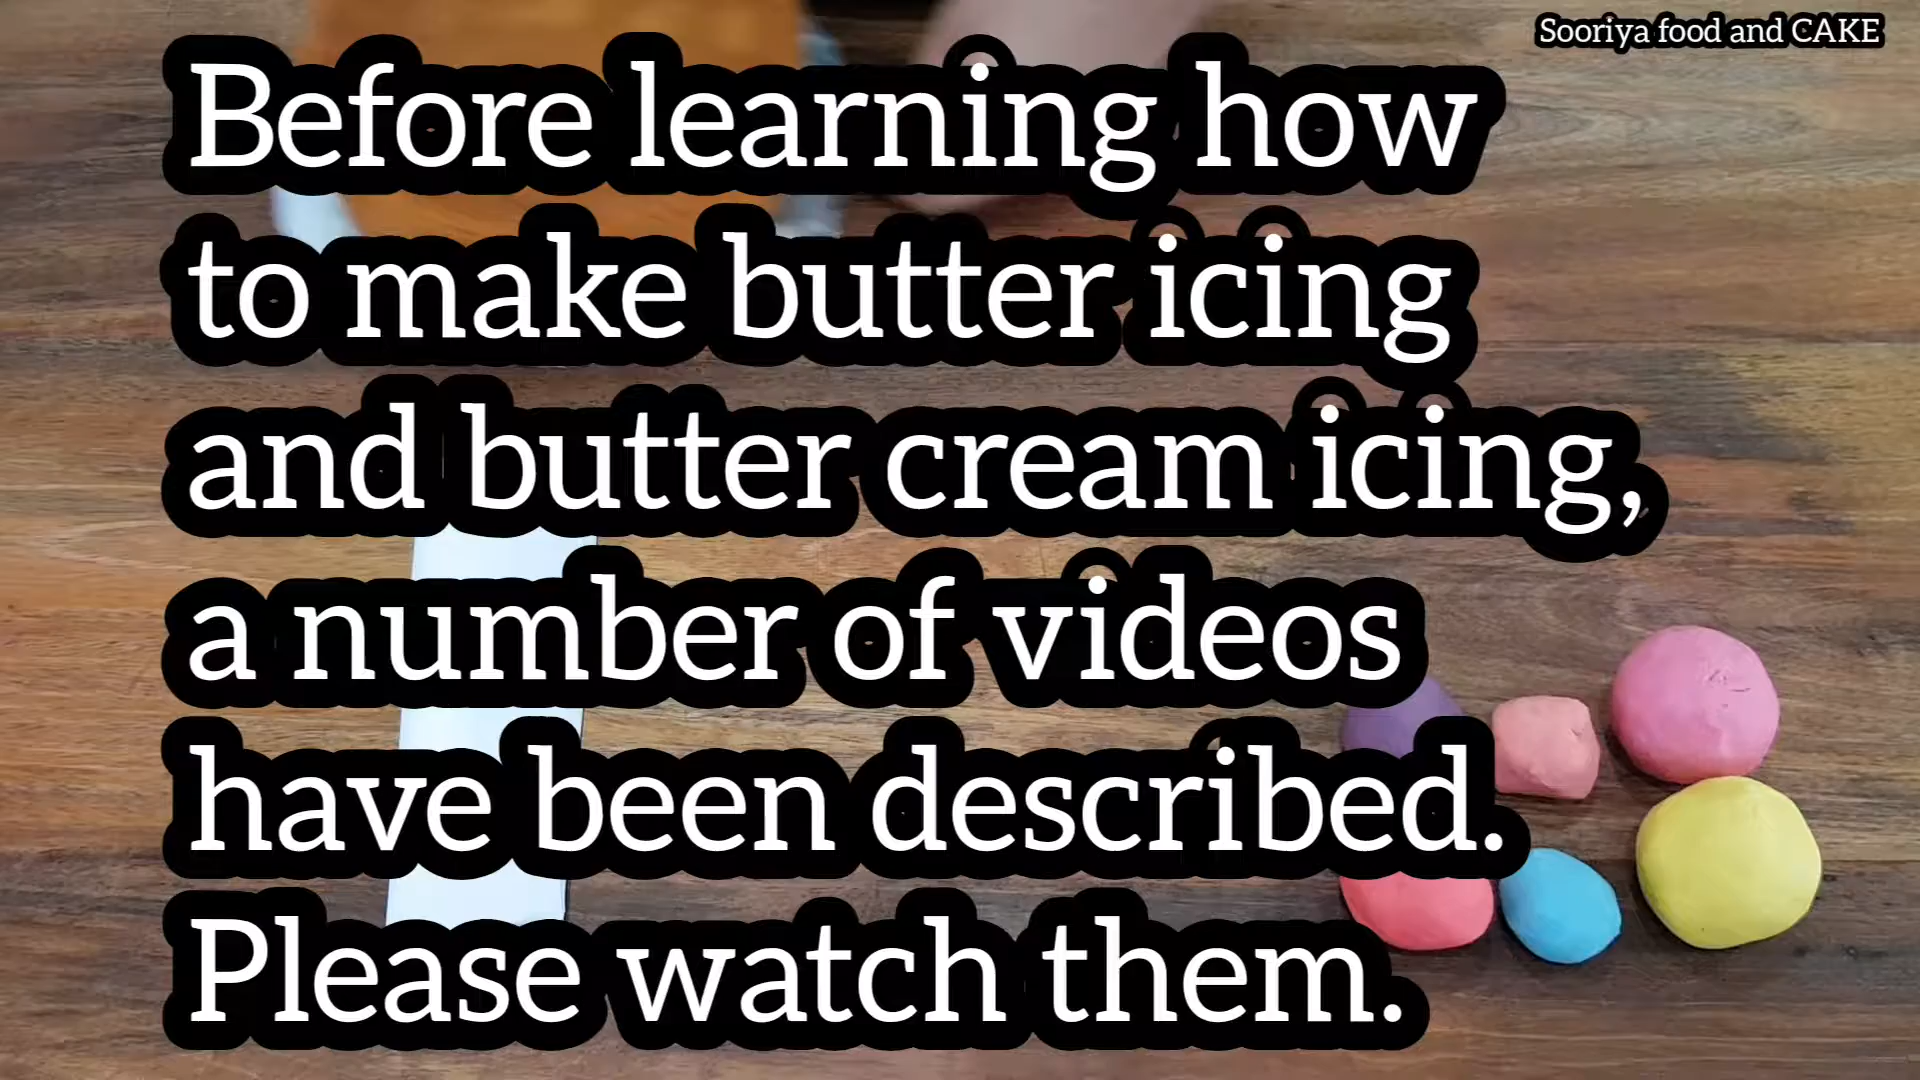 Sooriya food and CAKE
Before learning how
to make butter icing
and butter cream icing,
a number of videos
have been described.
Please watch them.